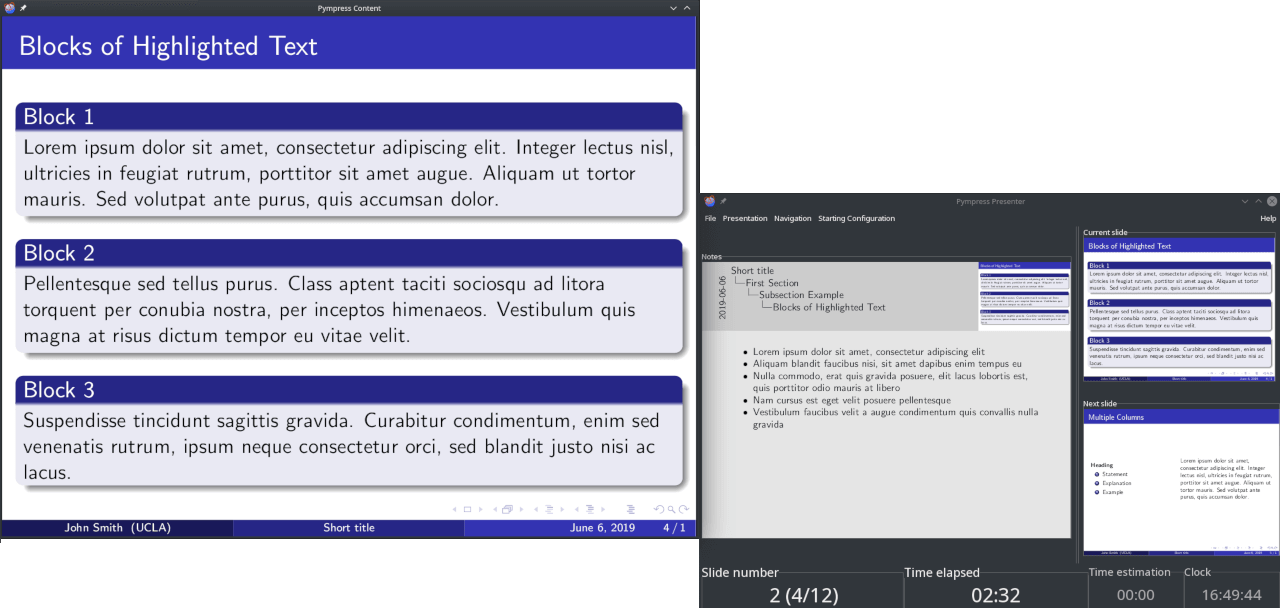 Pympress Content
Blocks of Highlighted Text
Block 1
Lorem ipsum dolor sit amet, consectetur adipiscing elit. Integer lectus nisl,
ultricies in feugiat rutrum, porttitor sit amet augue. Aliquam ut tortor
mauris. Sed volutpat ante purus, quis accumsan dolor.
Block 2
Pellentesque sed tellus purus. Class aptent taciti sociosqu ad litora
torquent per conubia nostra, per inceptos himenaeos. Vestibulum quis
magna at risus dictum tempor eu vitae velit.
Block 3
Suspendisse tincidunt sagittis gravida. Curabitur condimentum, enim sed
venenatis rutrum, ipsum neque consectetur orci, sed blandit justo nisi ac
lacus.
John Smith (UCLA)
Short title
June 6, 2019
4 / 1
Pympress Presenter
File Presentation Navigation Starting Configuration Help
Notes
2019-06-06
Short title
First Section
Subsection Example
Blocks of Highlighted Text
Blocks of Highlighted Text
• Lorem ipsum dolor sit amet, consectetur adipiscing elit
• Aliquam blandit faucibus nisi, sit amet dapibus enim tempus eu
• Nulla commodo, erat quis gravida posuere, elit lacus lobortis est,
quis porttitor odio mauris at libero
• Nam cursus est eget velit posuere pellentesque
• Vestibulum faucibus velit a augue condimentum quis convallis nulla
gravida
Current slide
Blocks of Highlighted Text
Block 1
Lorem ipsum dolor sit amet, consectetur adipiscing elit. Integer lectus nisl,
ultricies in feugiat rutrum, porttitor sit amet augue. Aliquam ut tortor
mauris. Sed volutpat ante purus, quis accumsan dolor.
Block 2
Pellentesque sed tellus purus. Class aptent taciti sociosqu ad litora
torquent per conubia nostra, per inceptos himenaeos. Vestibulum quis
magna at risus dictum tempor eu vitae velit.
Block 3
Suspendisse tincidunt sagittis gravida. Curabitur condimentum, enim sed
venenatis rutrum, ipsum neque consectetur orci, sed blandit justo nisi ac
lacus.
John Smith (UCLA)
Short title
June 6, 2019
4 / 1
Next slide
Multiple Columns
Heading
Statement
Explanation
Example
Lorem ipsum dolor sit amet,
consectetur adipiscing elit. Integer
lectus nisl, ultricies in feugiat rutrum,
porttitor sit amet augue. Aliquam ut
tortor mauris. Sed volutpat ante
purus, quis accumsan dolor.
John Smith (UCLA)
Short title
June 6, 2019
Slide number
2 (4/12)
Time elapsed
02:32
Time estimation
00:00
Clock
16:49:44